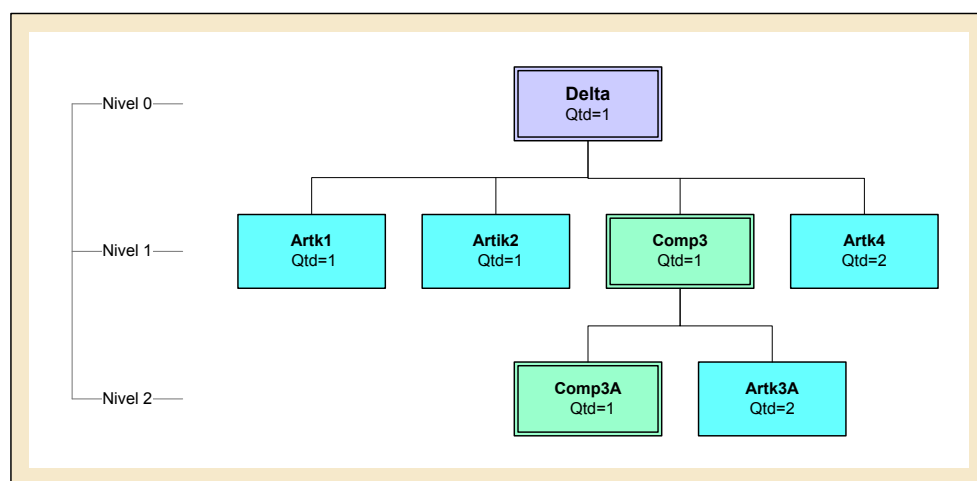 Delta
Qtd=1
Nivel 0
Artk1
Qtd=1
Artik2
Qtd=1
Comp3
Qtd=1
Artk4
Qtd=2
Nivel 1
Comp3A
Qtd=1
Artk3A
Qtd=2
Nivel 2